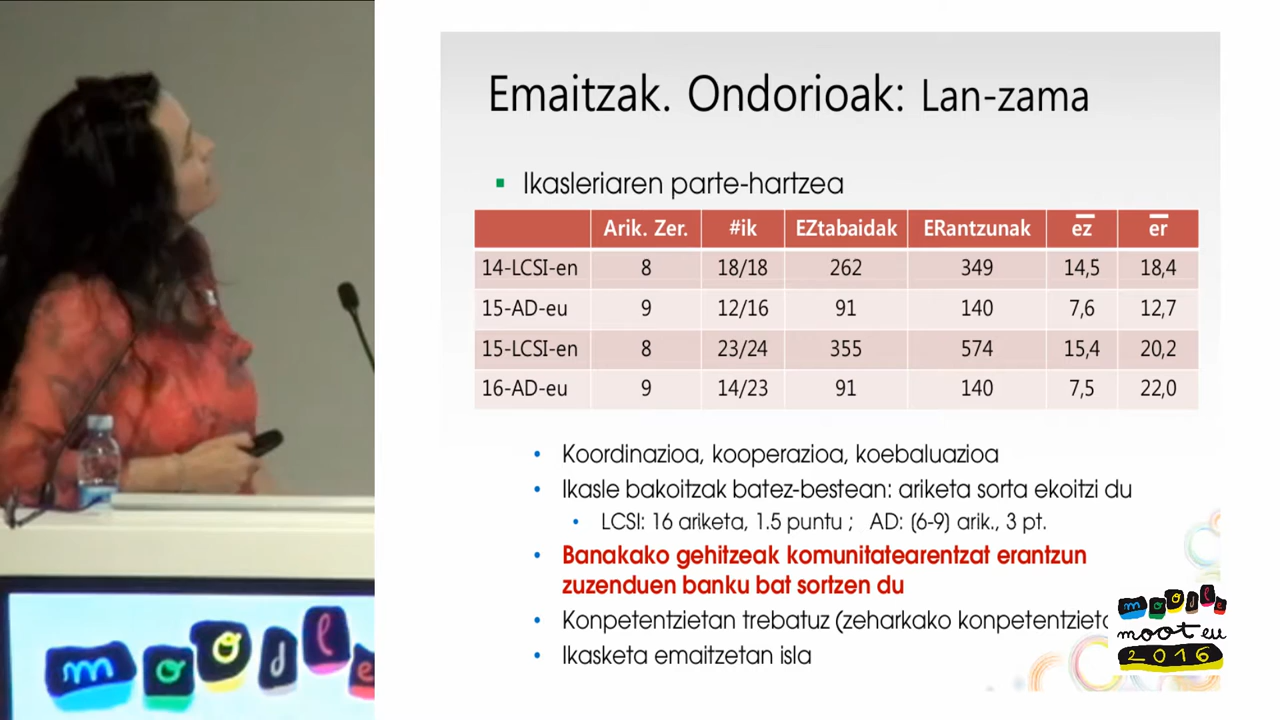 Emaitzak. Ondorioak: Lan-zama
Ikasleriaren parte-hartzea
Arik. Zer. #ik EZtabaidak ERantzunak ez er
14-LCSI-en 8 18/18 262 349 14,5 18,4
15-AD-eu 9 12/16 91 140 7,6 12,7
15-LCSI-en 8 23/24 355 574 15,4 20,2
16-AD-eu 9 14/23 91 140 7,5 22,0
Koordinazioa, kooperazioa, koebaluazioa
Ikasle bakoitzak batez-bestean: ariketa sorta ekoitzi du
LCSI: 16 ariketa, 1.5 puntu ; AD: (6-9) arik., 3 pt.
Banakako gehitzeak komunitatearentzat erantzun
zuzenduen banku bat sortzen du
Konpetentzietan trebatuz (zeharkako
Ikasketa emaitzetan isla
moodle
moot eu
2016
moodle